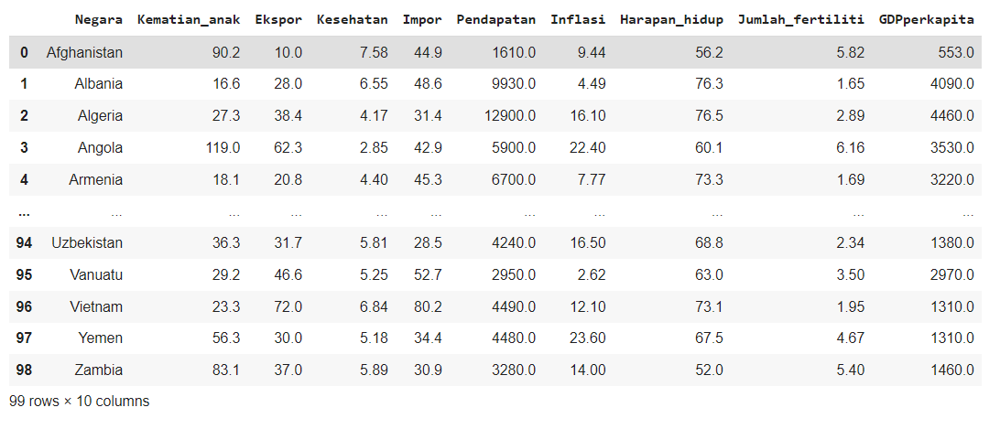 Negara Kematian_anak Ekspor Kesehatan Impor Pendapatan Inflasi Harapan_hidup Jumlah_fertiliti GDPperkapita
0 Afghanistan 90.2 10.0 7.58 44.9 1610.0 9.44 56.2 5.82 553.0
1 Albania 16.6 28.0 6.55 48.6 9930.0 4.49 76.3 1.65 4090.0
2 Algeria 27.3 38.4 4.17 31.4 12900.0 16.10 76.5 2.89 4460.0
3 Angola 119.0 62.3 2.85 42.9 5900.0 22.40 60.1 6.16 3530.0
4 Armenia 18.1 20.8 4.40 45.3 6700.0 7.77 73.3 1.69 3220.0
... ... ... ... ... ... ... ... ... ... ...
94 Uzbekistan 36.3 31.7 5.81 28.5 4240.0 16.50 68.8 2.34 1380.0
95 Vanuatu 29.2 46.6 5.25 52.7 2950.0 2.62 63.0 3.50 2970.0
96 Vietnam 23.3 72.0 6.84 80.2 4490.0 12.10 73.1 1.95 1310.0
97 Yemen 56.3 30.0 5.18 34.4 4480.0 23.60 67.5 4.67 1310.0
98 Zambia 83.1 37.0 5.89 30.9 3280.0 14.00 52.0 5.40 1460.0
99 rows × 10 columns